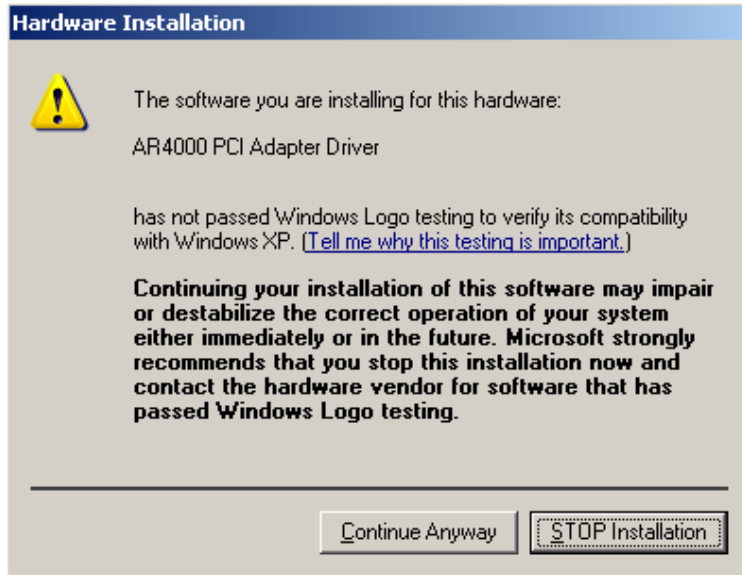 Hardware Installation
The software you are installing for this hardware:
AR4000 PCI Adapter Driver
has not passed Windows Logo testing to verify its compatibility
with Windows XP. (Tell me why this testing is important.)
Continuing your installation of this software may impair
or destabilize the correct operation of your system
either immediately or in the future. Microsoft strongly
recommends that you stop this installation now and
contact the hardware vendor for software that has
passed Windows Logo testing.
Continue Anyway
STOP Installation